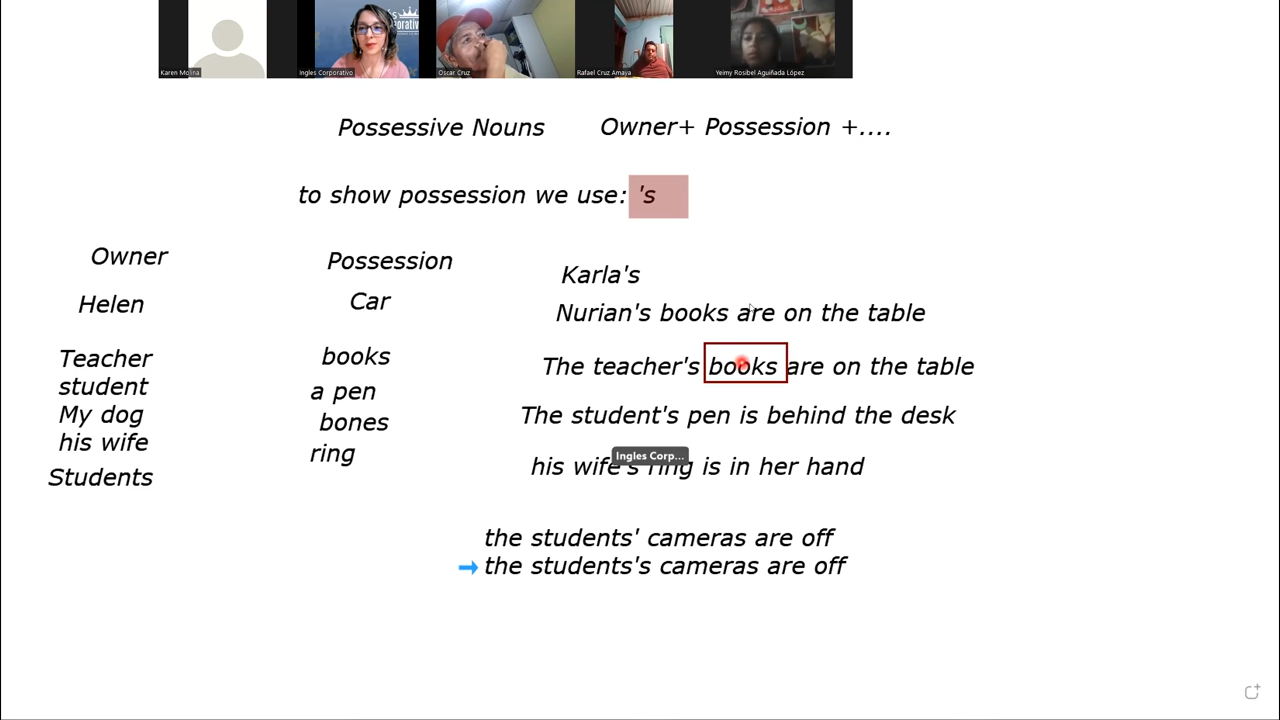 Karen Molina
Ingles Corporativo
Oscar Cruz
Rafael Cruz Amaya
Yeimy Rosibel Aguiñada López
Possessive Nouns Owner+ Possession +....
to show possession we use: 's
Owner
Possession
Karla's
Helen
Car
Nurian's books are on the table
Teacher
books
The teacher's books are on the table
student
a pen
My dog
bones
The student's pen is behind the desk
his wife
ring
Ingles Corp...
his wife's ring is in her hand
Students
the students' cameras are off
the students's cameras are off